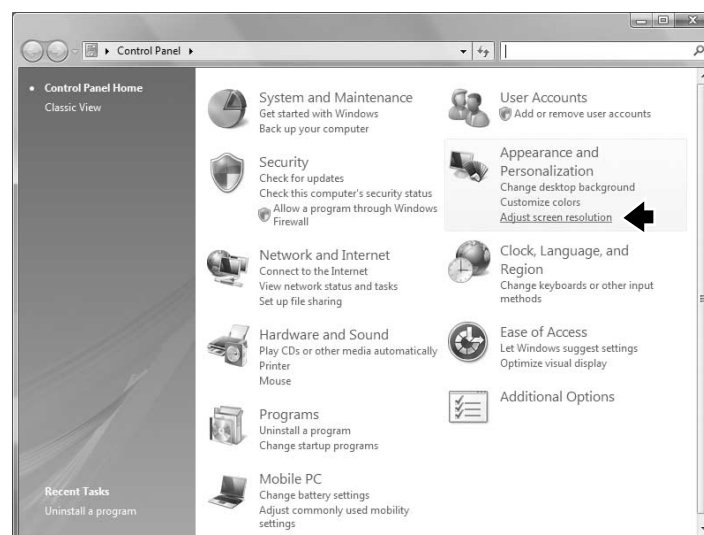 Control Panel
Control Panel Home
Classic View
System and Maintenance
Get started with Windows
Back up your computer
Security
Check for updates
Check this computer's security status
Allow a program through Windows
Firewall
Network and Internet
Connect to the Internet
View network status and tasks
Set up file sharing
Hardware and Sound
Play CDs or other media automatically
Printer
Mouse
Programs
Uninstall a program
Change startup programs
Mobile PC
Change battery settings
Adjust commonly used mobility
settings
User Accounts
Add or remove user accounts
Appearance and
Personalization
Change desktop background
Customize colors
Adjust screen resolution
Clock, Language, and
Region
Change keyboards or other input
methods
Ease of Access
Let Windows suggest settings
Optimize visual display
Additional Options
Recent Tasks
Uninstall a program